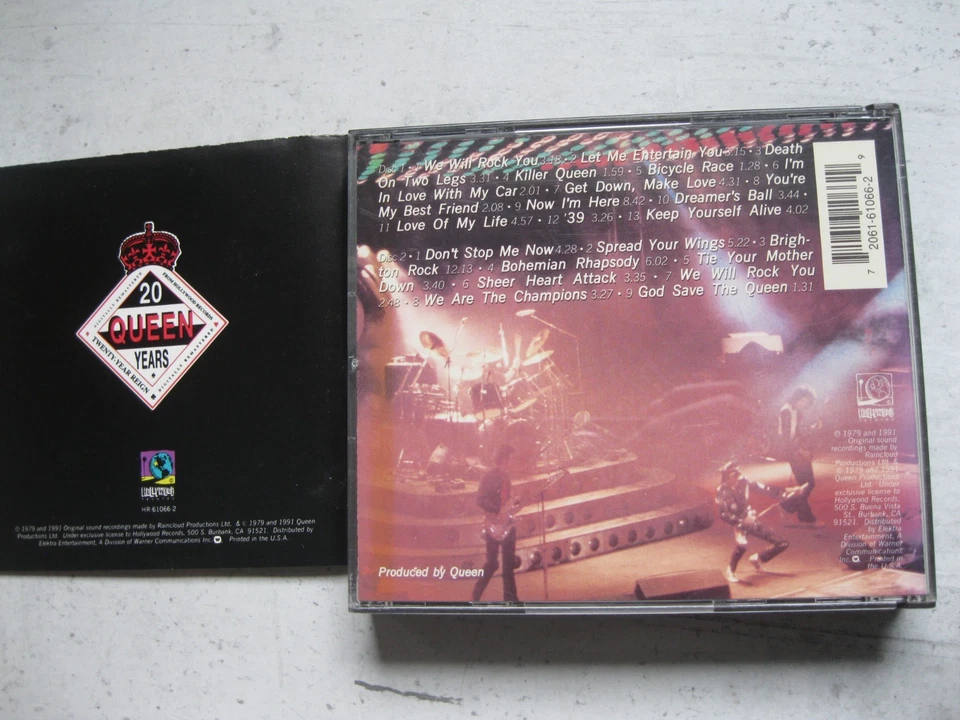 20
QUEEN
YEARS
FROM HOLLYWOOD RECORDS
TWENTY-YEAR REIGN
DIGITALLY REMASTERED
DIGITALLY REMASTERED
HOLLYWOOD
RECORDS
HR 61066-2
℗ 1979 and 1991 Original sound recordings made by Raincloud Productions Ltd. & © 1979 and 1991 Queen
Productions Ltd. Under exclusive license to Hollywood Records, 500 S. Burbank, CA 91521. Distributed by
Elektra Entertainment, A Division of Warner Communications Inc. Printed in the U.S.A.
Disc 1 • 1 We Will Rock You 3.18 • 2 Let Me Entertain You 3.15 • 3 Death
On Two Legs 3.31 • 4 Killer Queen 1.59 • 5 Bicycle Race 1.28 • 6 I'm
In Love With My Car 2.01 • 7 Get Down, Make Love 4.31 • 8 You're
My Best Friend 2.08 • 9 Now I'm Here 8.42 • 10 Dreamer's Ball 3.44 •
11 Love Of My Life 4.57 • 12 '39 3.26 • 13 Keep Yourself Alive 4.02
Disc 2 • 1 Don't Stop Me Now 4.28 • 2 Spread Your Wings 5.22 • 3 Brigh-
ton Rock 12.13 • 4 Bohemian Rhapsody 6.02 • 5 Tie Your Mother
Down 3.40 • 6 Sheer Heart Attack 3.35 • 7 We Will Rock You
2.48 • 8 We Are The Champions 3.27 • 9 God Save The Queen 1.31
7 2061-61066-2 9
HOLLYWOOD
RECORDS
℗ 1979 and 1991
Original sound
recordings made by
Raincloud
Productions Ltd. &
© 1979 and 1991
Queen
Productions Ltd.
Under
exclusive license to
Hollywood Records,
500 S. Buena Vista
St., Burbank, CA
91521. Distributed
by Elektra
Entertainment, A
Division of Warner
Communications
Inc. Printed in
the U.S.A.
Produced by Queen